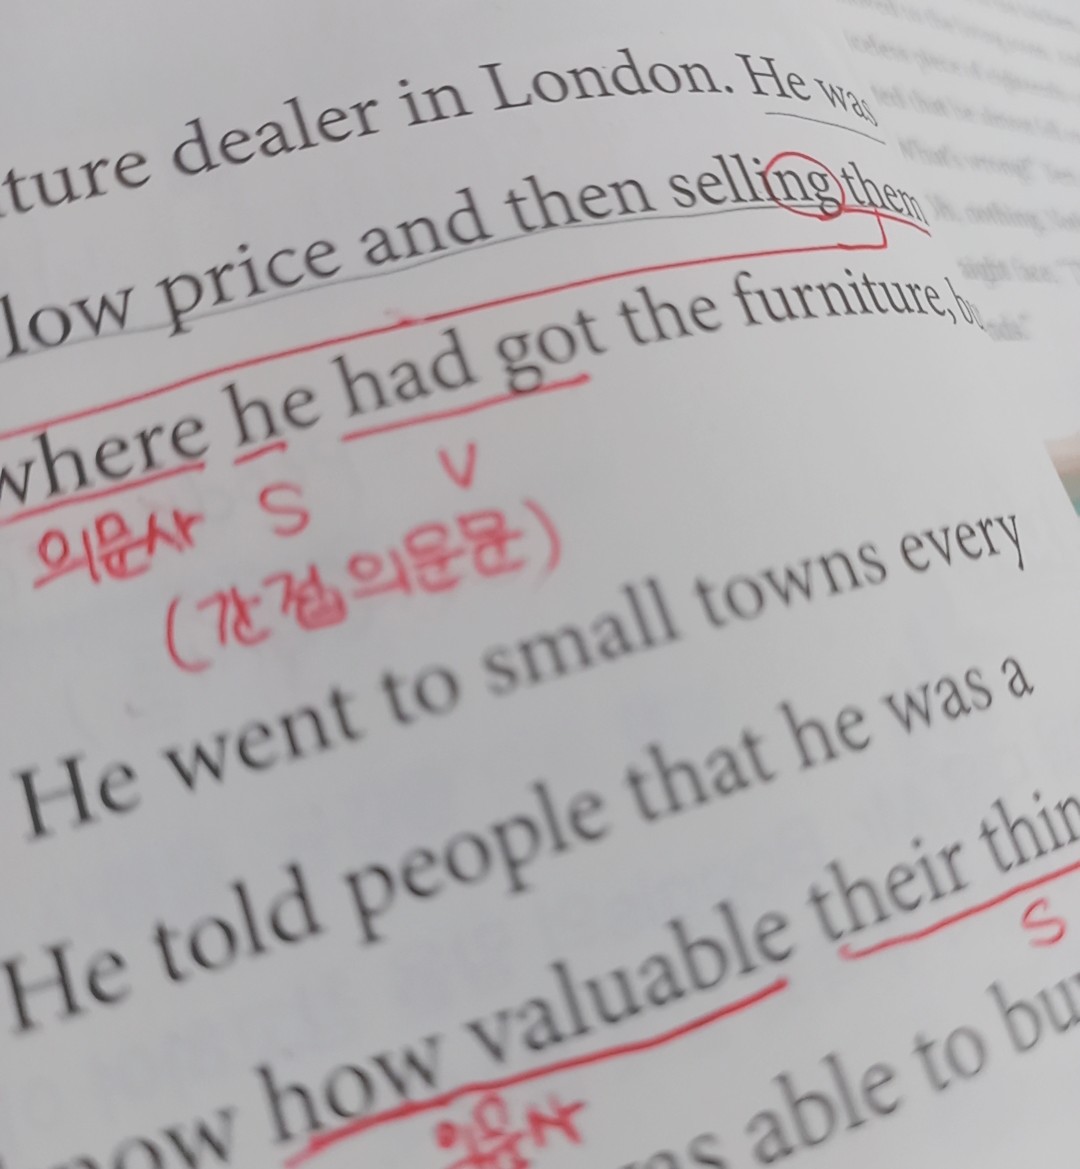 ture dealer in London. He was
low price and then selling them
where he had got the furniture,
의문사 S V
(간접의문문)
He went to small towns every
He told people that he was a
S
how valuable their
의문사
able to